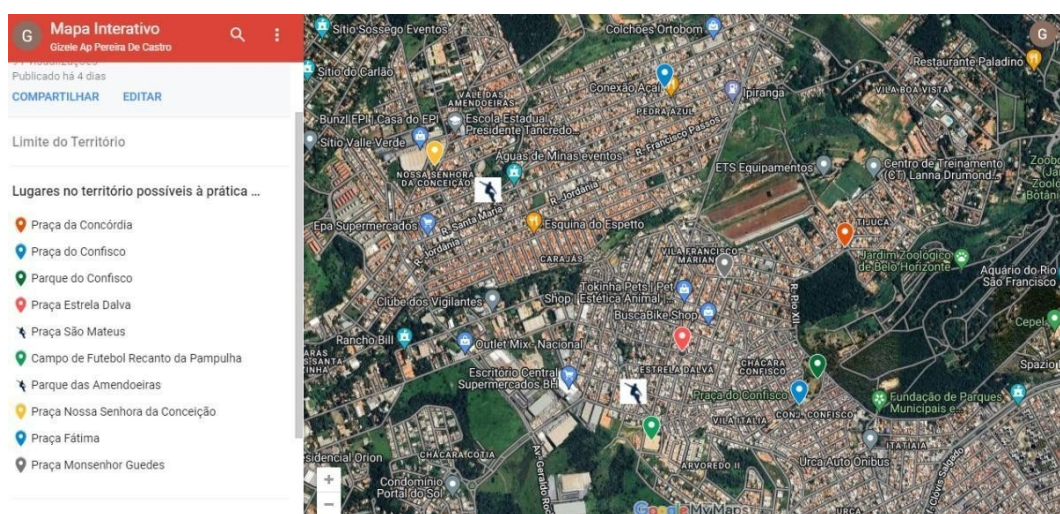 G
Mapa Interativo
Gizele Ap Pereira De Castro
Publicado há 4 dias
COMPARTILHAR EDITAR
Limite do Território
Lugares no território possíveis à prática ...
Praça da Concórdia
Praça do Confisco
Parque do Confisco
Praça Estrela Dalva
Praça São Mateus
Campo de Futebol Recanto da Pampulha
Parque das Amendoeiras
Praça Nossa Senhora da Conceição
Praça Fátima
Praça Monsenhor Guedes
Sítio Sossego Eventos
Colchões Ortobom
G
Restaurante Paladino
Sítio do Carlão
Conexão Açaí
Ipiranga
VILA BOA VISTA
VALE DAS
AMENDOEIRAS
PEDRA AZUL
Bunzl EPI | Casa do EPI
Escola Estadual
Presidente Tancredo...
R. Francisco Passos
Sítio Valle Verde
Águas de Minas eventos
ETS Equipamentos
Centro de Treinamento
(CT) Lanna Drumond...
NOSSA SENHORA
DA CONCEIÇÃO
R. Jordânia
R. Santa Maria
Epa Supermercados
Esquina do Espetto
TIJUCA
R. Jordânia
CARAJÁS
VILA FRANCISCO
MARIAN
Jardim Zoológico
de Belo Horizonte
Aquário do Rio
São Francisco
Tokinha Pets | Pet
Shop | Estética Animal |...
Clube dos Vigilantes
R. Pio XII
BuscaBike Shop
Cepel
Rancho Bill
Outlet Mix- Nacional
CHÁCARA
CONFISCO
Escritório Central
Supermercados BH
ESTRELA DALVA
Praça do Confisco
Spazio
Fundação de Parques
Municipais e...
CONJ. CONFISCO
VILA ITÁLIA
ITATIAIA
CHÁCARA COTIA
ARVOREDO II
Urca Auto Ônibus
Condomínio
Portal do Sol
Av. Geraldo Roc
R. Clóvis Salgado
URCA
+
−
Google My Maps